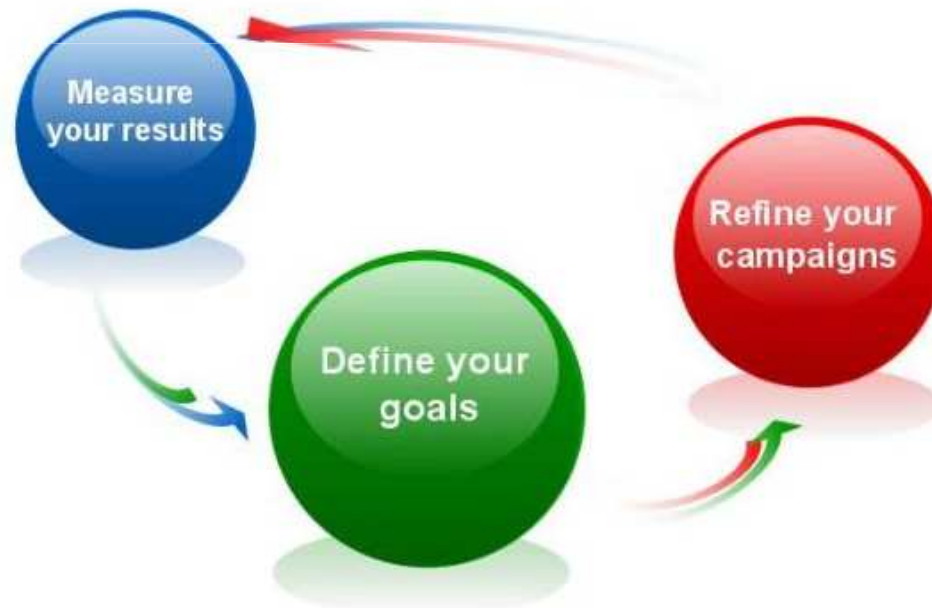 Measure
your results
Define your
goals
Refine your
campaigns